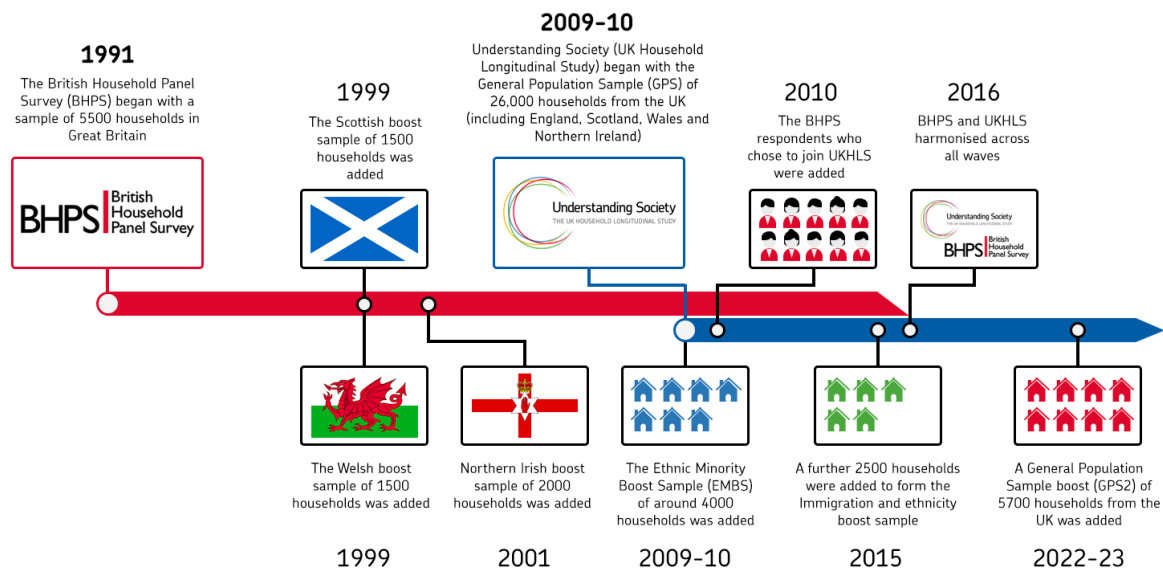 1991
The British Household Panel
Survey (BHPS) began with a
sample of 5500 households in
Great Britain
BHPS
British
Household
Panel Survey
1999
The Scottish boost
sample of 1500
households was
added
2009-10
Understanding Society (UK Household
Longitudinal Study) began with the
General Population Sample (GPS) of
26,000 households from the UK
(including England, Scotland, Wales and
Northern Ireland)
Understanding Society
THE UK HOUSEHOLD LONGITUDINAL STUDY
2010
The BHPS
respondents who
chose to join UKHLS
were added
2016
BHPS and UKHLS
harmonised across
all waves
Understanding Society
THE UK HOUSEHOLD LONGITUDINAL STUDY
BHPS
British
Household
Panel Survey
The Welsh boost
sample of 1500
households was added
1999
Northern Irish boost
sample of 2000
households was added
2001
The Ethnic Minority
Boost Sample (EMBS)
of around 4000
households was added
2009-10
A further 2500 households
were added to form the
Immigration and ethnicity
boost sample
2015
A General Population
Sample boost (GPS2) of
5700 households from the
UK was added
2022-23